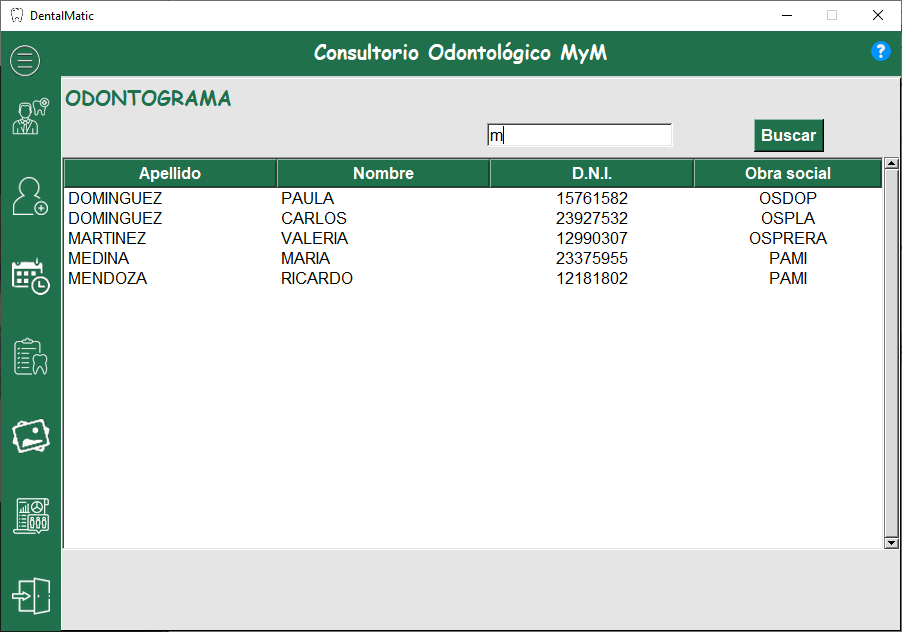 DentalMatic
Consultorio Odontológico MyM
?
ODONTOGRAMA
m
Buscar
Apellido Nombre D.N.I. Obra social
DOMINGUEZ PAULA 15761582 OSDOP
DOMINGUEZ CARLOS 23927532 OSPLA
MARTINEZ VALERIA 12990307 OSPRERA
MEDINA MARIA 23375955 PAMI
MENDOZA RICARDO 12181802 PAMI